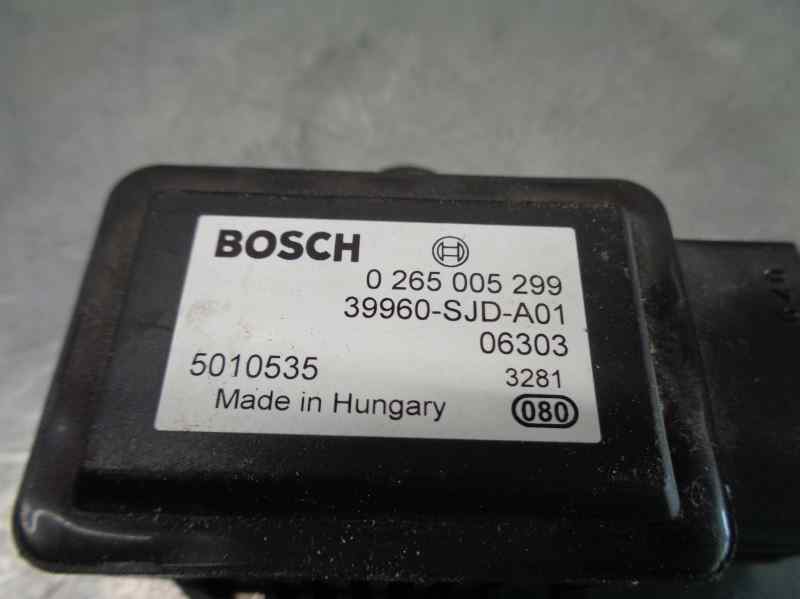 BOSCH
0 265 005 299
39960-SJD-A01
06303
5010535 3281
Made in Hungary 080